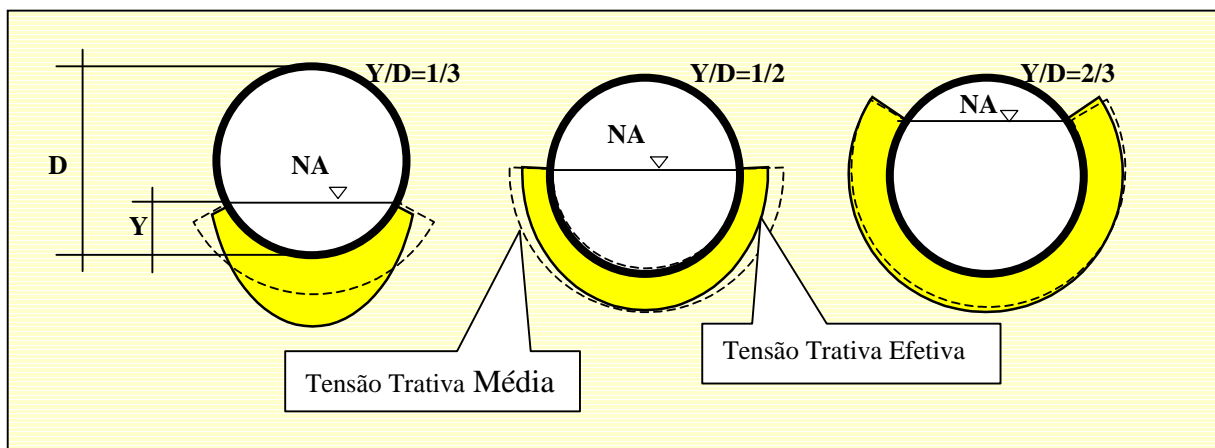 Y/D=1/3
Y/D=1/2
Y/D=2/3
NA
NA
NA
D
Y
Tensão Trativa Média
Tensão Trativa Efetiva